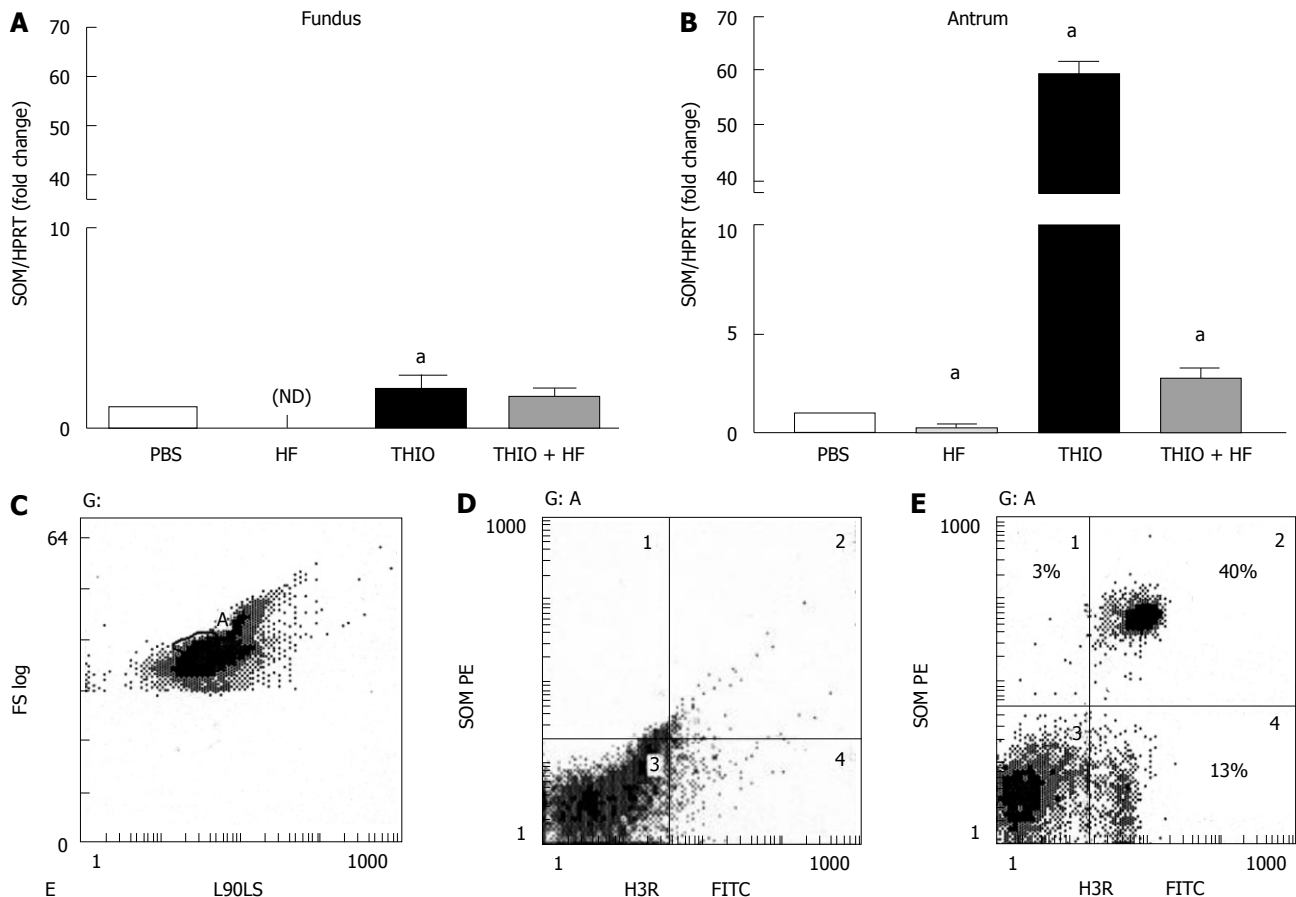 A
Fundus
SOM/HPRT (fold change)
70
60
50
40
10
0
(ND)
a
PBS
HF
THIO
THIO + HF
B
Antrum
SOM/HPRT (fold change)
70
60
50
40
10
5
0
a
a
a
PBS
HF
THIO
THIO + HF
C
G:
64
FS log
0
A
1
1000
E
L90LS
D
G: A
1000
SOM PE
1
1
2
3
4
1
1000
H3R
FITC
E
G: A
1000
SOM PE
1
1
3%
2
40%
3
4
13%
1
1000
H3R
FITC